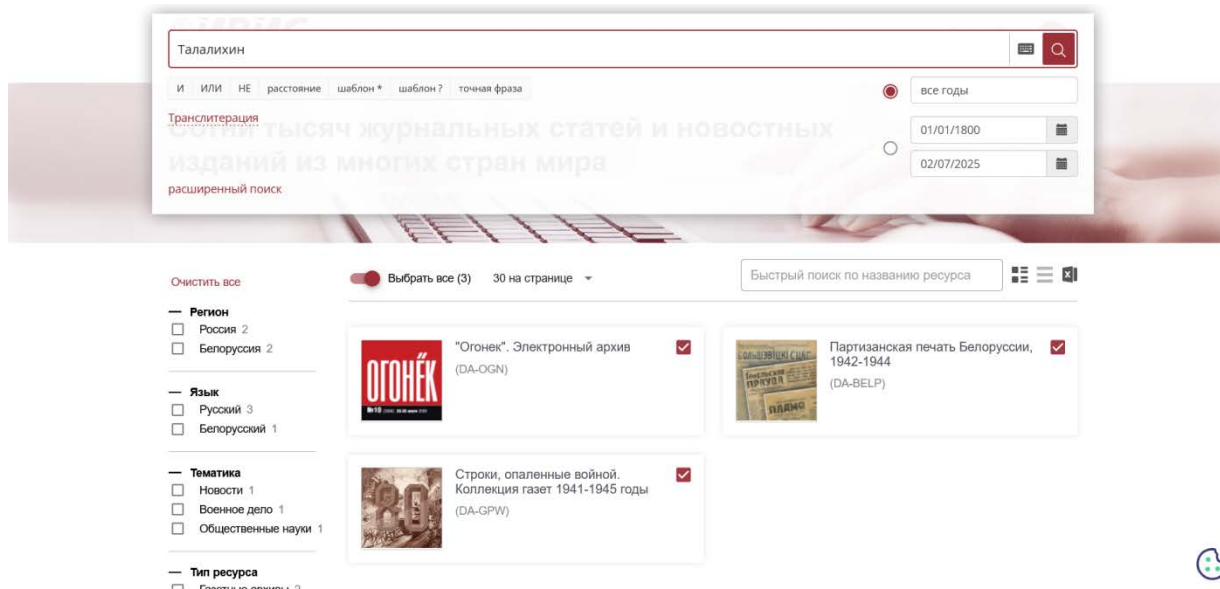 Талалихин
И ИЛИ НЕ расстояние шаблон * шаблон ? точная фраза
все годы
Транслитерация
Сотни тысяч журнальных статей и новостных
изданий из многих стран мира
01/01/1800
02/07/2025
расширенный поиск
Очистить все
Выбрать все (3) 30 на странице
Быстрый поиск по названию ресурса
— Регион
Россия 2
Белоруссия 2
— Язык
Русский 3
Белорусский 1
— Тематика
Новости 1
Военное дело 1
Общественные науки 1
— Тип ресурса
Газетные архивы 2
ОГОНЁК
"Огонек". Электронный архив
(DA-OGN)
Партизанская печать Белоруссии,
1942-1944
(DA-BELP)
80
Строки, опаленные войной.
Коллекция газет 1941-1945 годы
(DA-GPW)